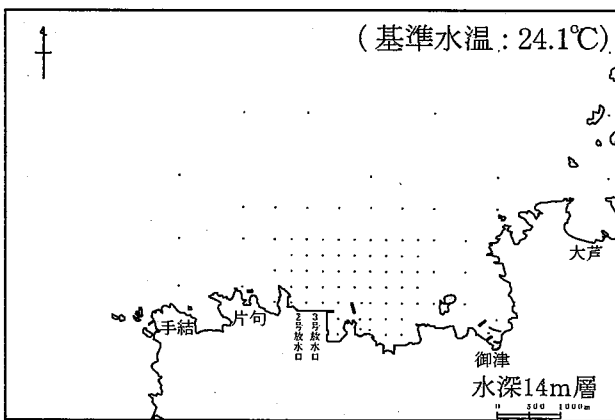 (基準水温：24.1℃)
大芦
手結
片句
2号放水口
3号放水口
御津
水深14m層
0 500 1000m